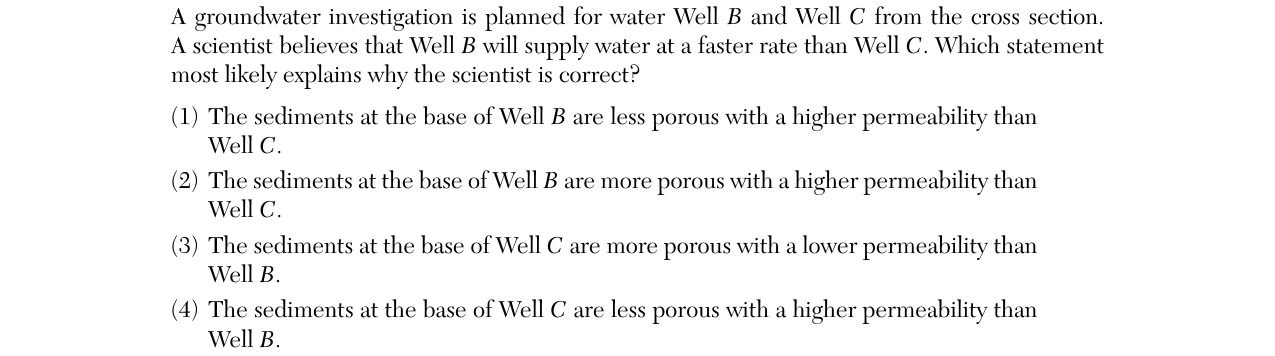 A groundwater investigation is planned for water Well B and Well C from the cross section.
A scientist believes that Well B will supply water at a faster rate than Well C. Which statement
most likely explains why the scientist is correct?
(1) The sediments at the base of Well B are less porous with a higher permeability than
Well C.
(2) The sediments at the base of Well B are more porous with a higher permeability than
Well C.
(3) The sediments at the base of Well C are more porous with a lower permeability than
Well B.
(4) The sediments at the base of Well C are less porous with a higher permeability than
Well B.